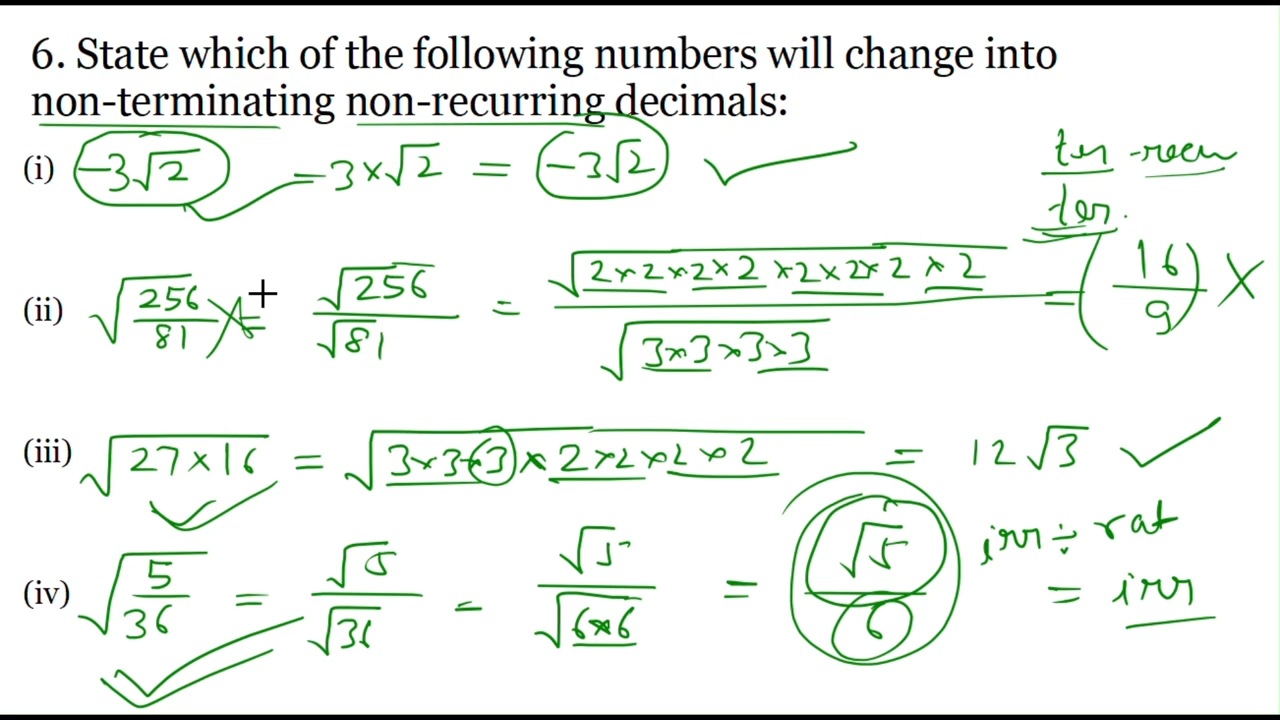 6. State which of the following numbers will change into
non-terminating non-recurring decimals:
(i) -3√2 = -3×√2 = -3√2 ✓
ter - recu
ter.
(ii) √(256/81) × = √256/√81 = √(2×2×2×2×2×2×2×2)/√(3×3×3×3) = (16/9) ×
(iii) √(27×16) = √(3×3×3×2×2×2×2) = 12√3 ✓
(iv) √(5/36) = √5/√36 = √5/√(6×6) = √5/6
irr ÷ rat
= irr